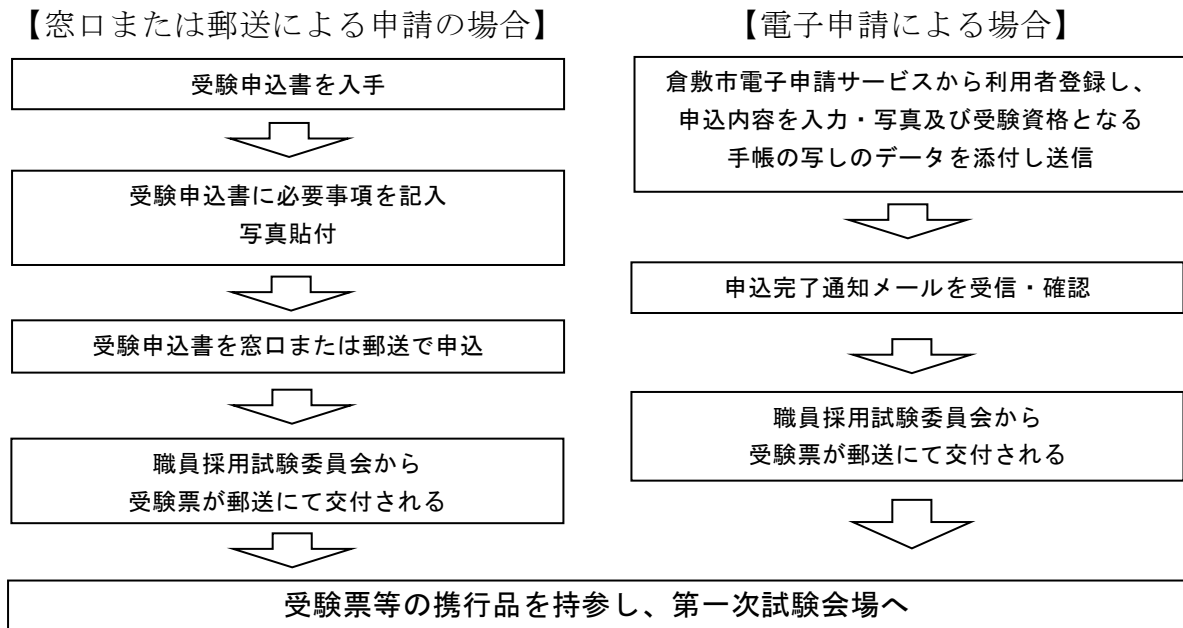 【窓口または郵送による申請の場合】
受験申込書を入手
受験申込書に必要事項を記入
写真貼付
受験申込書を窓口または郵送で申込
職員採用試験委員会から
受験票が郵送にて交付される
【電子申請による場合】
倉敷市電子申請サービスから利用者登録し、
申込内容を入力・写真及び受験資格となる
手帳の写しのデータを添付し送信
申込完了通知メールを受信・確認
職員採用試験委員会から
受験票が郵送にて交付される
受験票等の携行品を持参し、第一次試験会場へ